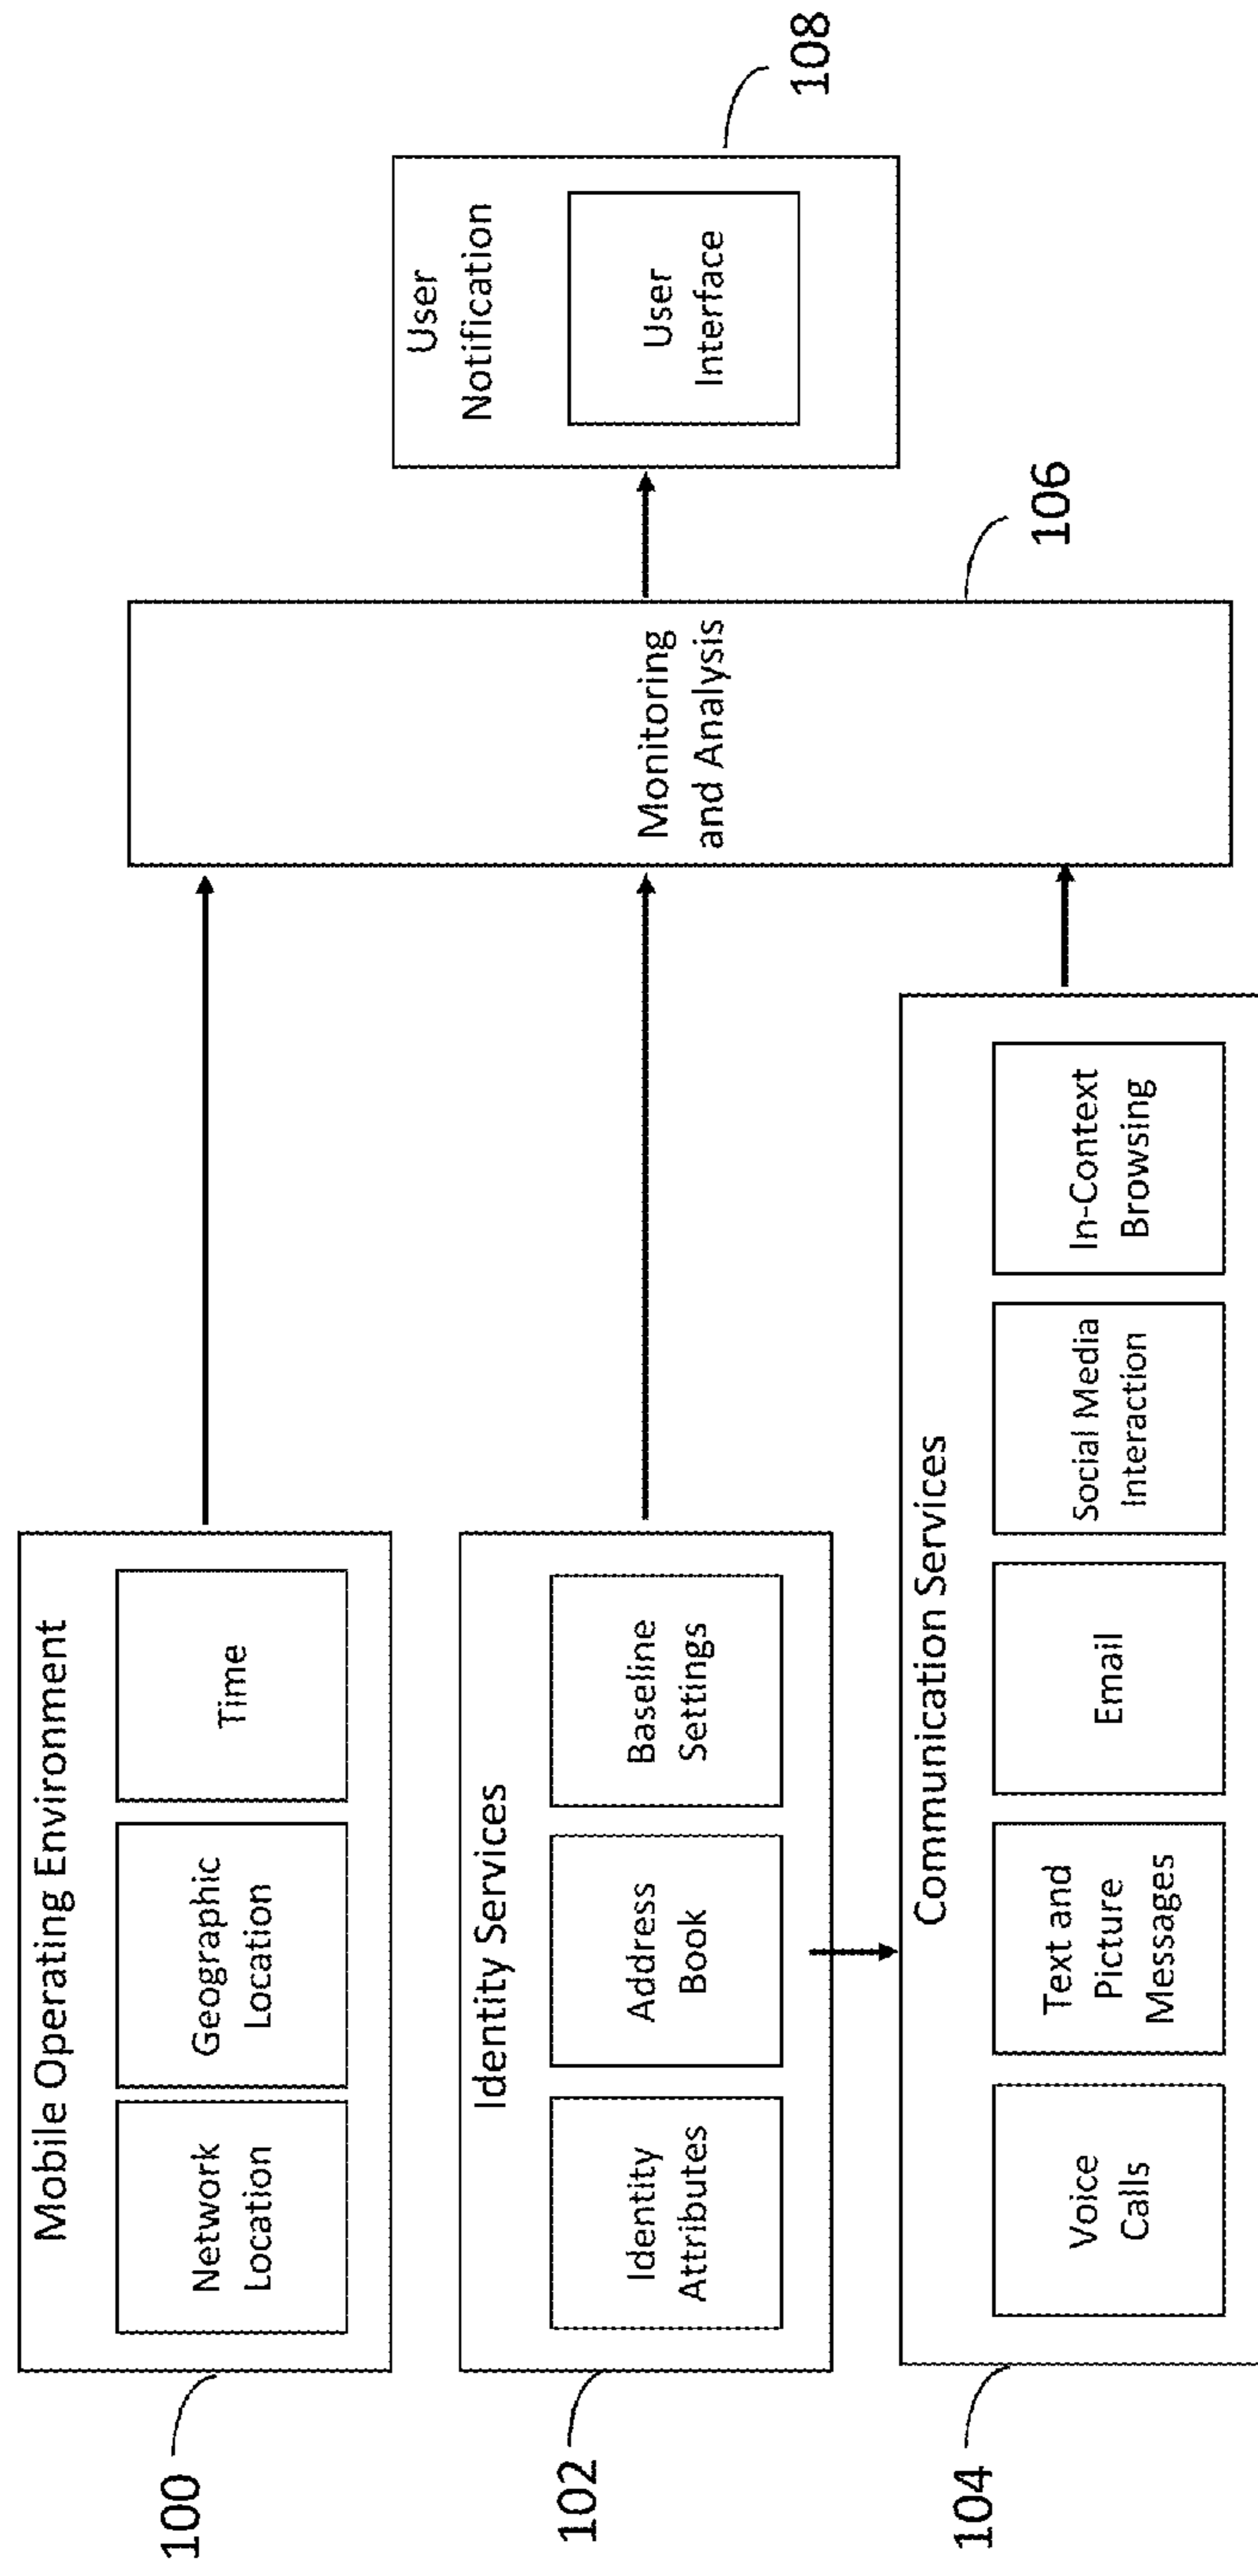 Mobile Operating Environment
Network
Location
Geographic
Location
Time
100
Identity Services
Identity
Attributes
Address
Book
Baseline
Settings
102
Communication Services
Voice
Calls
Text and
Picture
Messages
Email
Social Media
Interaction
In-Context
Browsing
104
Monitoring
and Analysis
106
User
Notification
User
Interface
108